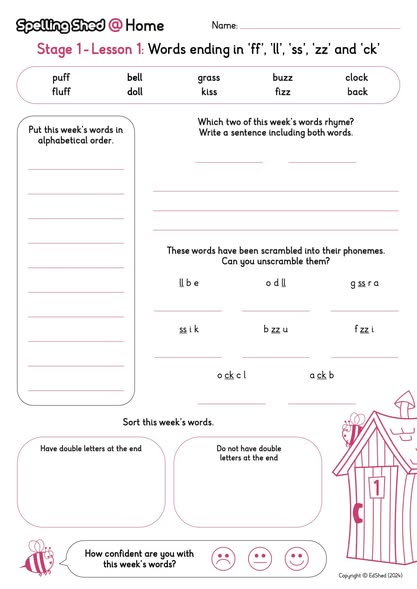 Spelling Shed @ Home
Name:
Stage 1 - Lesson 1: Words ending in 'ff', 'll', 'ss', 'zz' and 'ck'
puff bell grass buzz clock
fluff doll kiss fizz back
Put this week's words in
alphabetical order.
Which two of this week's words rhyme?
Write a sentence including both words.
These words have been scrambled into their phonemes.
Can you unscramble them?
ll b e o d ll g ss r a
ss i k b zz u f zz i
o ck c l a ck b
Sort this week's words.
Have double letters at the end
Do not have double
letters at the end
1
How confident are you with
this week's words?
Copyright © EdShed (2024)